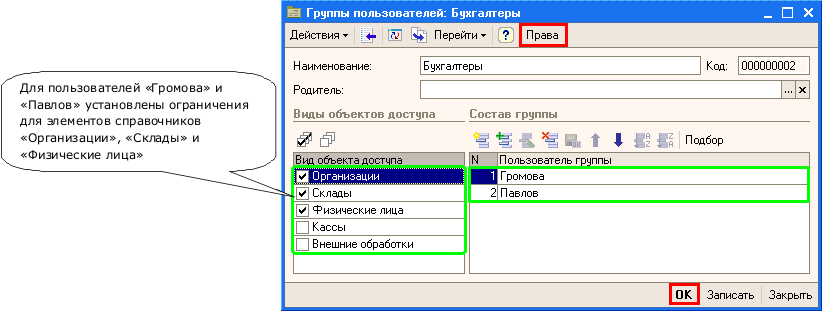 Группы пользователей: Бухгалтеры
Действия Перейти Права
Наименование: Бухгалтеры Код: 000000002
Родитель:
Для пользователей «Громова» и
«Павлов» установлены ограничения
для элементов справочников
«Организации», «Склады» и
«Физические лица»
Виды объектов доступа
Вид объекта доступа
Организации
Склады
Физические лица
Кассы
Внешние обработки
Состав группы
Подбор
N Пользователь группы
1 Громова
2 Павлов
OK Записать Закрыть